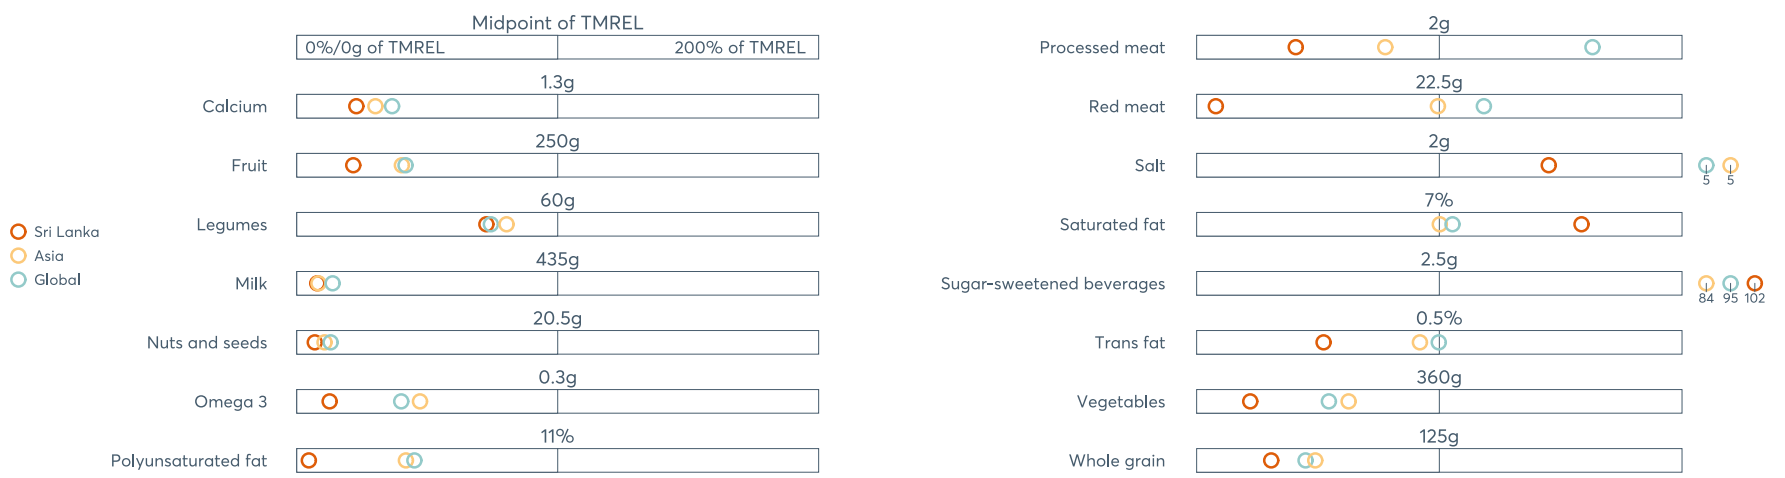 Midpoint of TMREL
0%/0g of TMREL 200% of TMREL
Calcium 1.3g
Fruit 250g
Legumes 60g
Milk 435g
Nuts and seeds 20.5g
Omega 3 0.3g
Polyunsaturated fat 11%
Sri Lanka
Asia
Global
Processed meat 2g
Red meat 22.5g
Salt 2g
5 5
Saturated fat 7%
Sugar-sweetened beverages 2.5g
84 95 102
Trans fat 0.5%
Vegetables 360g
Whole grain 125g